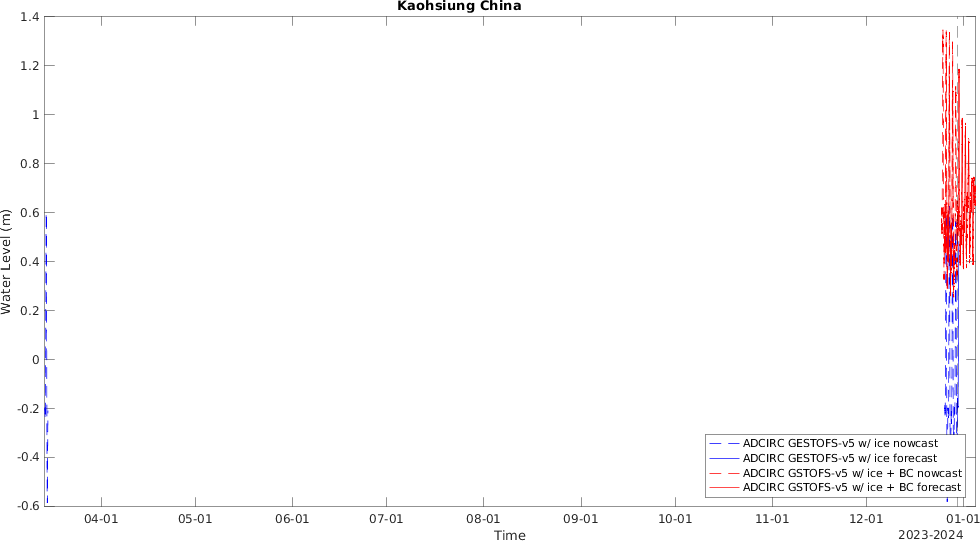 Kaohsiung China
1.4
1.2
1
0.8
0.6
0.4
0.2
0
-0.2
-0.4
-0.6
Water Level (m)
ADCIRC GESTOFS-v5 w/ ice nowcast
ADCIRC GESTOFS-v5 w/ ice forecast
ADCIRC GSTOFS-v5 w/ ice + BC nowcast
ADCIRC GSTOFS-v5 w/ ice + BC forecast
04-01 05-01 06-01 07-01 08-01 09-01 10-01 11-01 12-01 01-01
Time
2023-2024